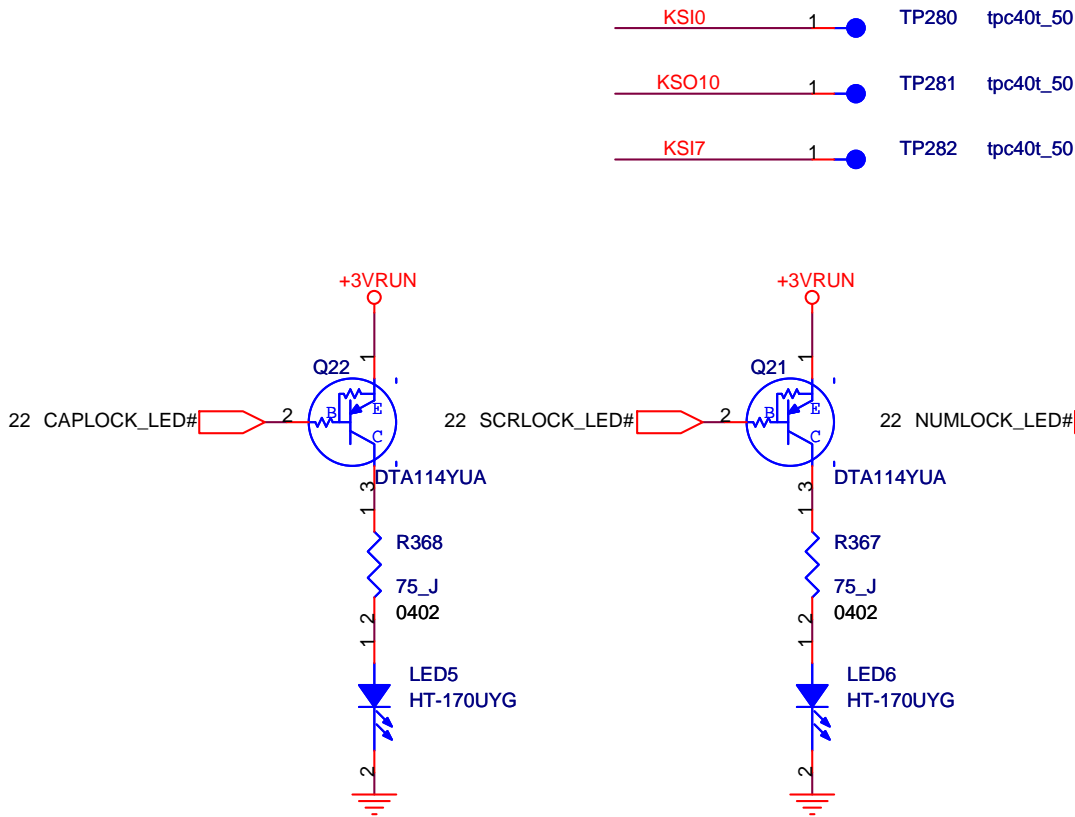 KSI0 1 TP280 tpc40t_50
KSO10 1 TP281 tpc40t_50
KSI7 1 TP282 tpc40t_50
+3VRUN +3VRUN
1 1
Q22 Q21
22 CAPLOCK_LED# 2 B E C
22 SCRLOCK_LED# 2 B E C
22 NUMLOCK_LED#
DTA114YUA DTA114YUA
3 3
1 1
R368 R367
75_J 75_J
0402 0402
2 2
1 1
LED5 LED6
HT-170UYG HT-170UYG
2 2